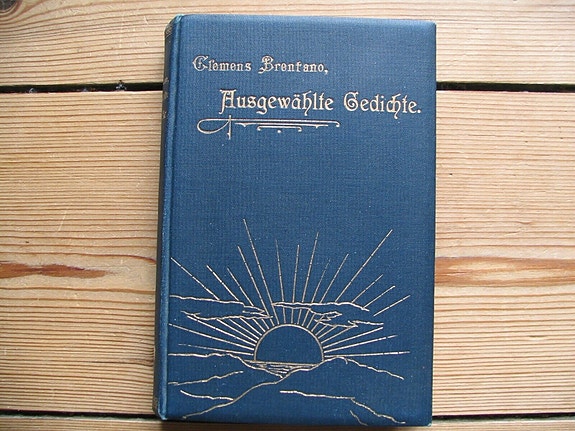 Clemens Brentano,
Ausgewählte Gedichte.